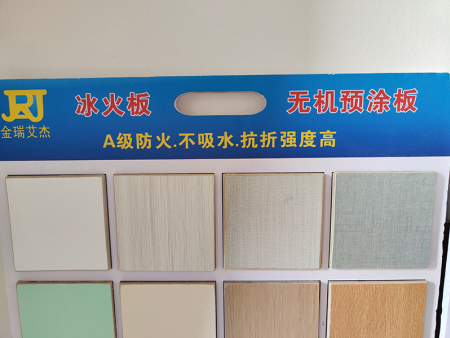 冰火板
无机预涂板
RJ
金瑞艾杰
A级防火.不吸水.抗折强度高